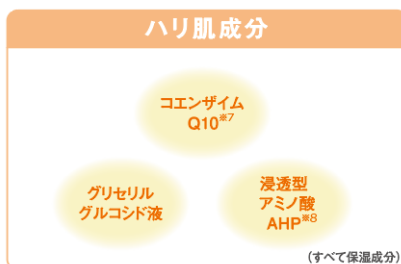 ハリ肌成分
コエンザイム
Q10※7
グリセリル
グルコシド液
浸透型
アミノ酸
AHP※8
(すべて保湿成分)